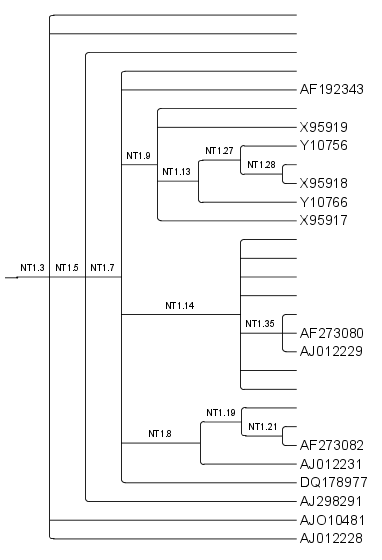 AF192343
X95919
Y10756
NT1.27
NT1.9
NT1.28
NT1.13
X95918
Y10766
X95917
NT1.3 NT1.5 NT1.7
NT1.14
NT1.35
AF273080
AJ012229
NT1.19
NT1.21
NT1.8
AF273082
AJ012231
DQ178977
AJ298291
AJO10481
AJ012228